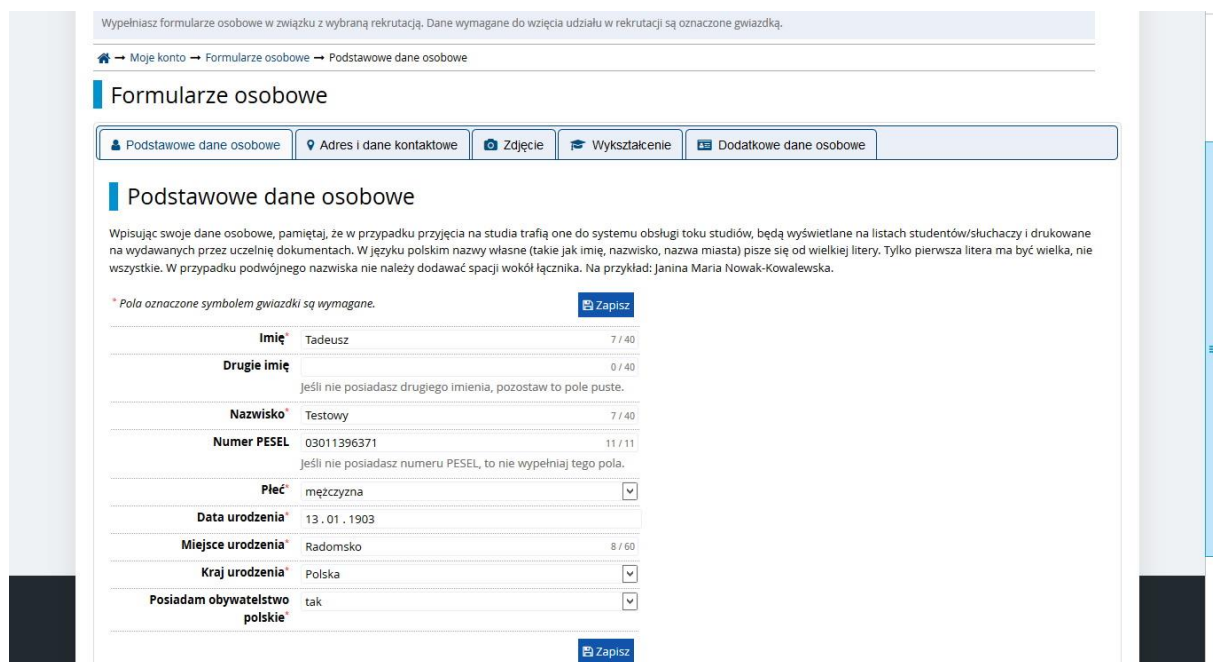 Wypełniasz formularze osobowe w związku z wybraną rekrutacją. Dane wymagane do wzięcia udziału w rekrutacji są oznaczone gwiazdką.
→ Moje konto → Formularze osobowe → Podstawowe dane osobowe
Formularze osobowe
Podstawowe dane osobowe Adres i dane kontaktowe Zdjęcie Wykształcenie Dodatkowe dane osobowe
Podstawowe dane osobowe
Wpisując swoje dane osobowe, pamiętaj, że w przypadku przyjęcia na studia trafią one do systemu obsługi toku studiów, będą wyświetlane na listach studentów/słuchaczy i drukowane
na wydawanych przez uczelnię dokumentach. W języku polskim nazwy własne (takie jak imię, nazwisko, nazwa miasta) pisze się od wielkiej litery. Tylko pierwsza litera ma być wielka, nie
wszystkie. W przypadku podwójnego nazwiska nie należy dodawać spacji wokół łącznika. Na przykład: Janina Maria Nowak-Kowalewska.
* Pola oznaczone symbolem gwiazdki są wymagane. Zapisz
Imię* Tadeusz 7 / 40
Drugie imię 0 / 40
Jeśli nie posiadasz drugiego imienia, pozostaw to pole puste.
Nazwisko* Testowy 7 / 40
Numer PESEL 03011396371 11 / 11
Jeśli nie posiadasz numeru PESEL, to nie wypełniaj tego pola.
Płeć* mężczyzna
Data urodzenia* 13 . 01 . 1903
Miejsce urodzenia* Radomsko 8 / 60
Kraj urodzenia* Polska
Posiadam obywatelstwo tak
polskie*
Zapisz